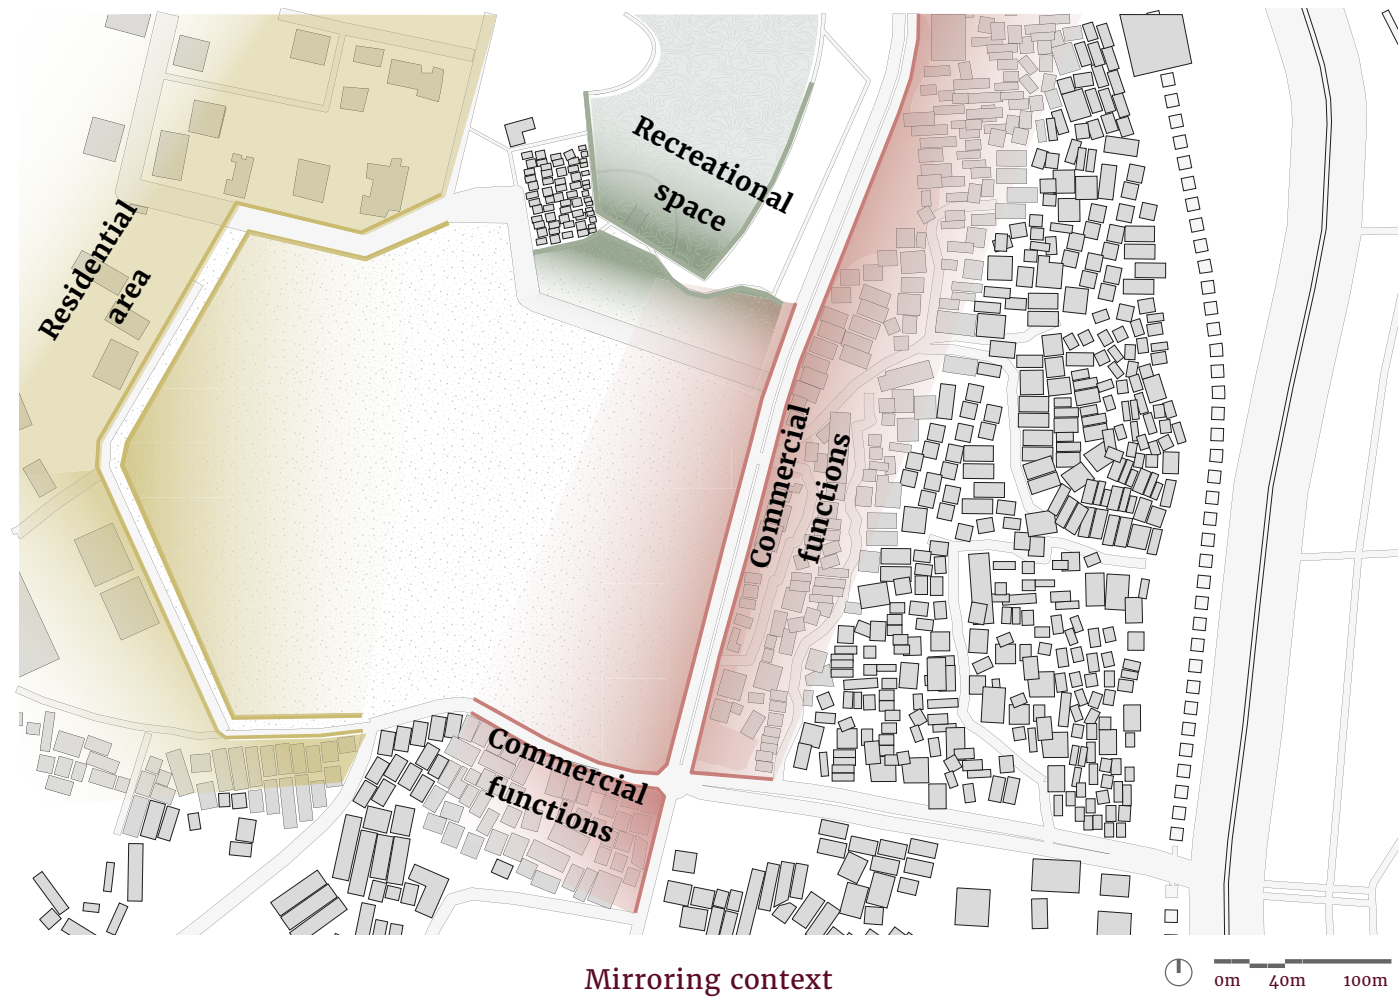 Recreational
space
Residential
area
Commercial
functions
Commercial
functions
Mirroring context
0m 40m 100m